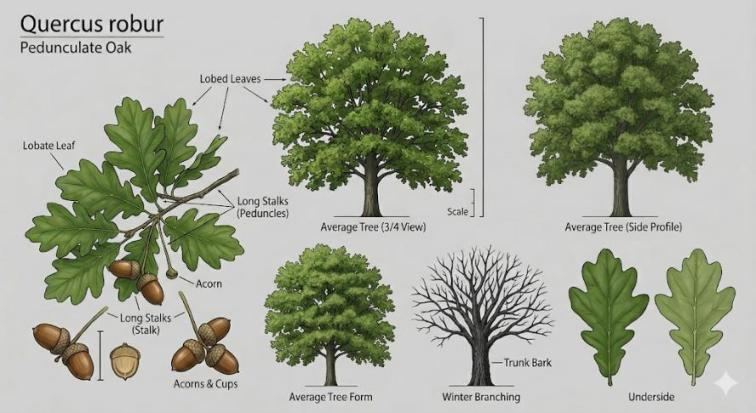 Quercus robur
Pedunculate Oak
Lobed Leaves
Lobate Leaf
Long Stalks
(Peduncles)
Scale
Average Tree (3/4 View)
Average Tree (Side Profile)
Acorn
Long Stalks
(Stalk)
Acorns & Cups
Trunk Bark
Average Tree Form
Winter Branching
Underside